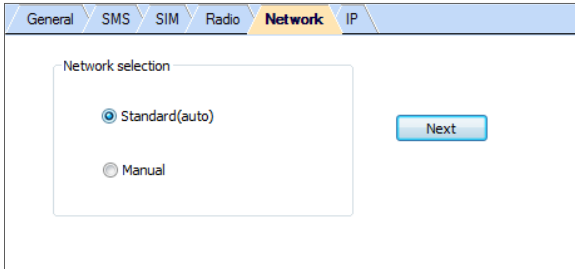 General SMS SIM Radio Network IP
Network selection
Standard(auto)
Next
Manual